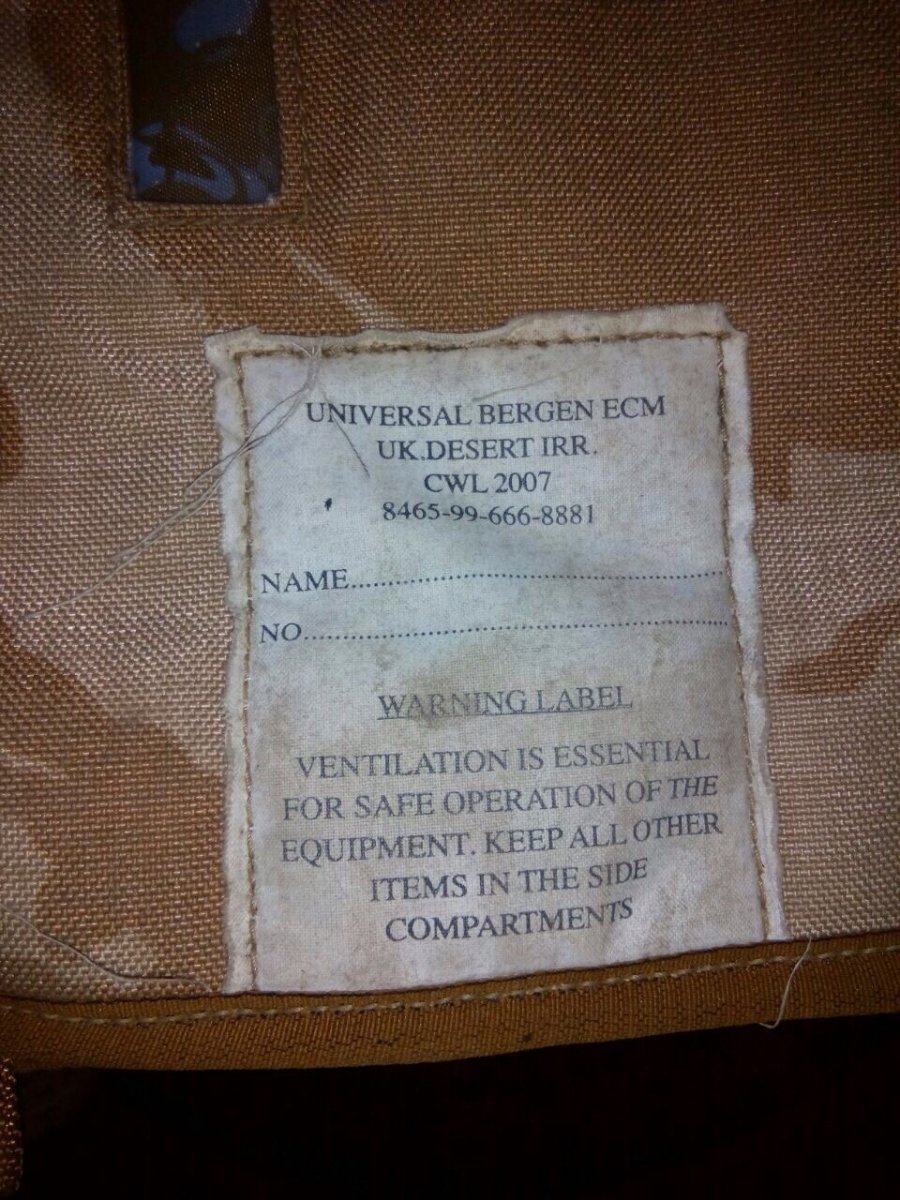 UNIVERSAL BERGEN ECM
UK.DESERT IRR.
CWL 2007
8465-99-666-8881
NAME..........................................................
NO..............................................................
WARNING LABEL
VENTILATION IS ESSENTIAL
FOR SAFE OPERATION OF THE
EQUIPMENT. KEEP ALL OTHER
ITEMS IN THE SIDE
COMPARTMENTS